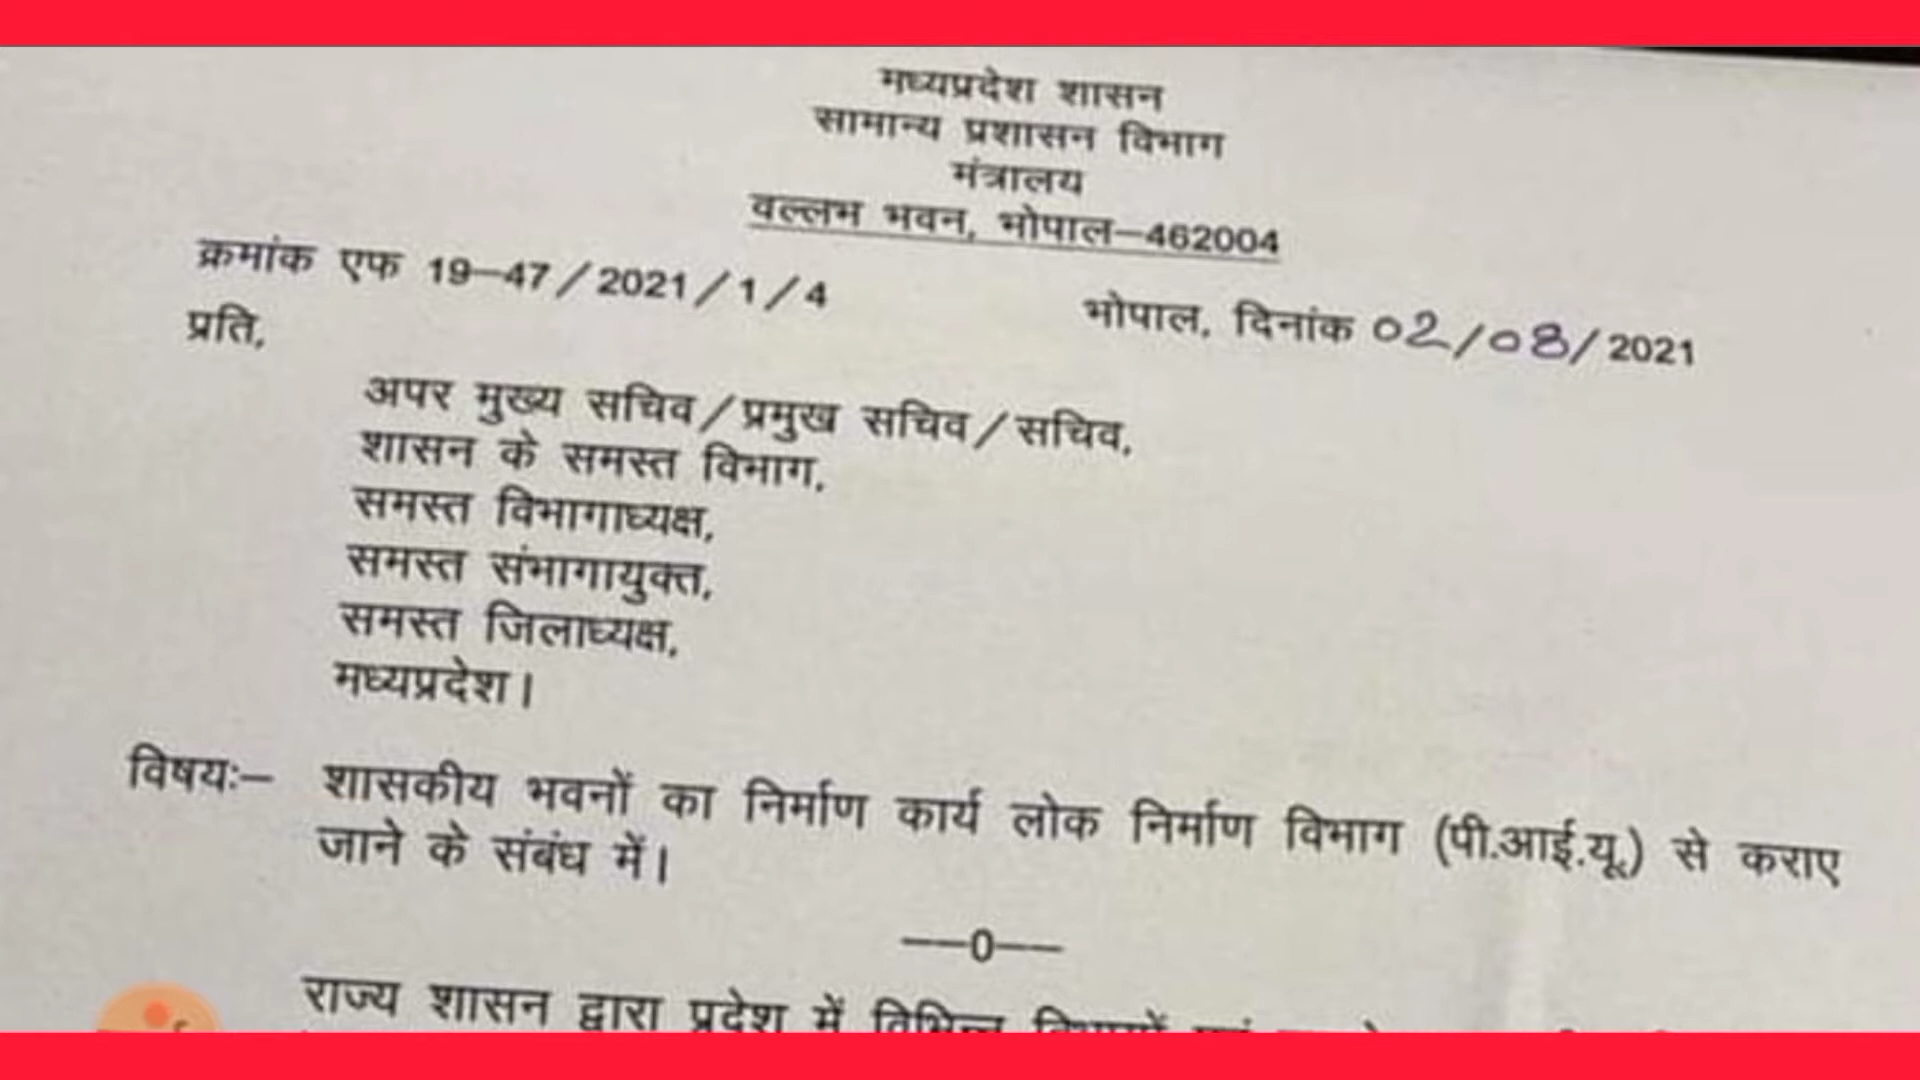 मध्यप्रदेश शासन
सामान्य प्रशासन विभाग
मंत्रालय
वल्लभ भवन, भोपाल–462004
क्रमांक एफ 19–47/2021/1/4
भोपाल, दिनांक 02/08/2021
प्रति,
अपर मुख्य सचिव/प्रमुख सचिव/सचिव,
शासन के समस्त विभाग,
समस्त विभागाध्यक्ष,
समस्त संभागायुक्त,
समस्त जिलाध्यक्ष,
मध्यप्रदेश।
विषयः– शासकीय भवनों का निर्माण कार्य लोक निर्माण विभाग (पी.आई.यू.) से कराए
जाने के संबंध में।
––0––
राज्य शासन द्वारा प्रदेश में विभिन्न